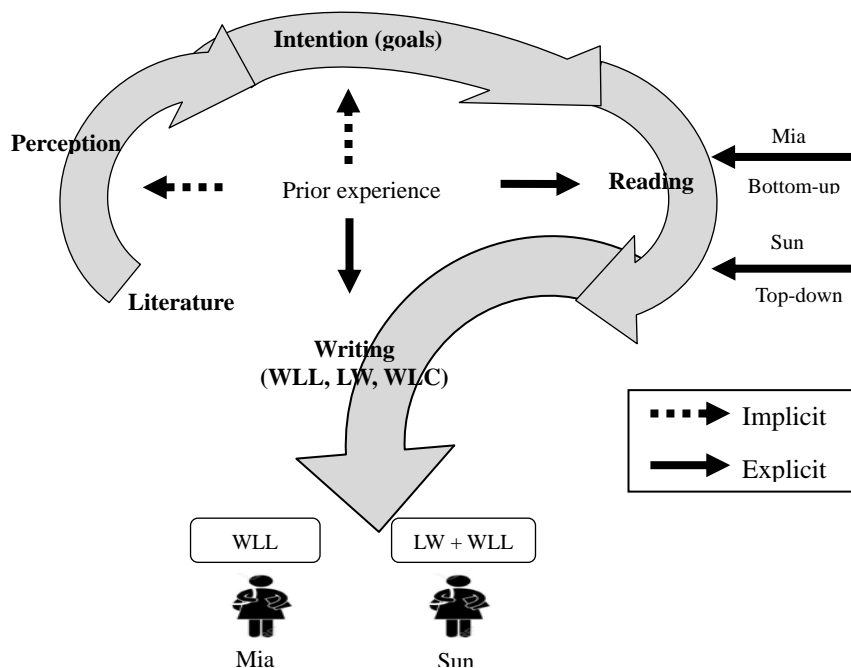 Intention (goals)
Perception
Mia
Prior experience
Reading
Bottom-up
Sun
Literature
Top-down
Writing
(WLL, LW, WLC)
Implicit
Explicit
WLL
LW + WLL
Mia
Sun